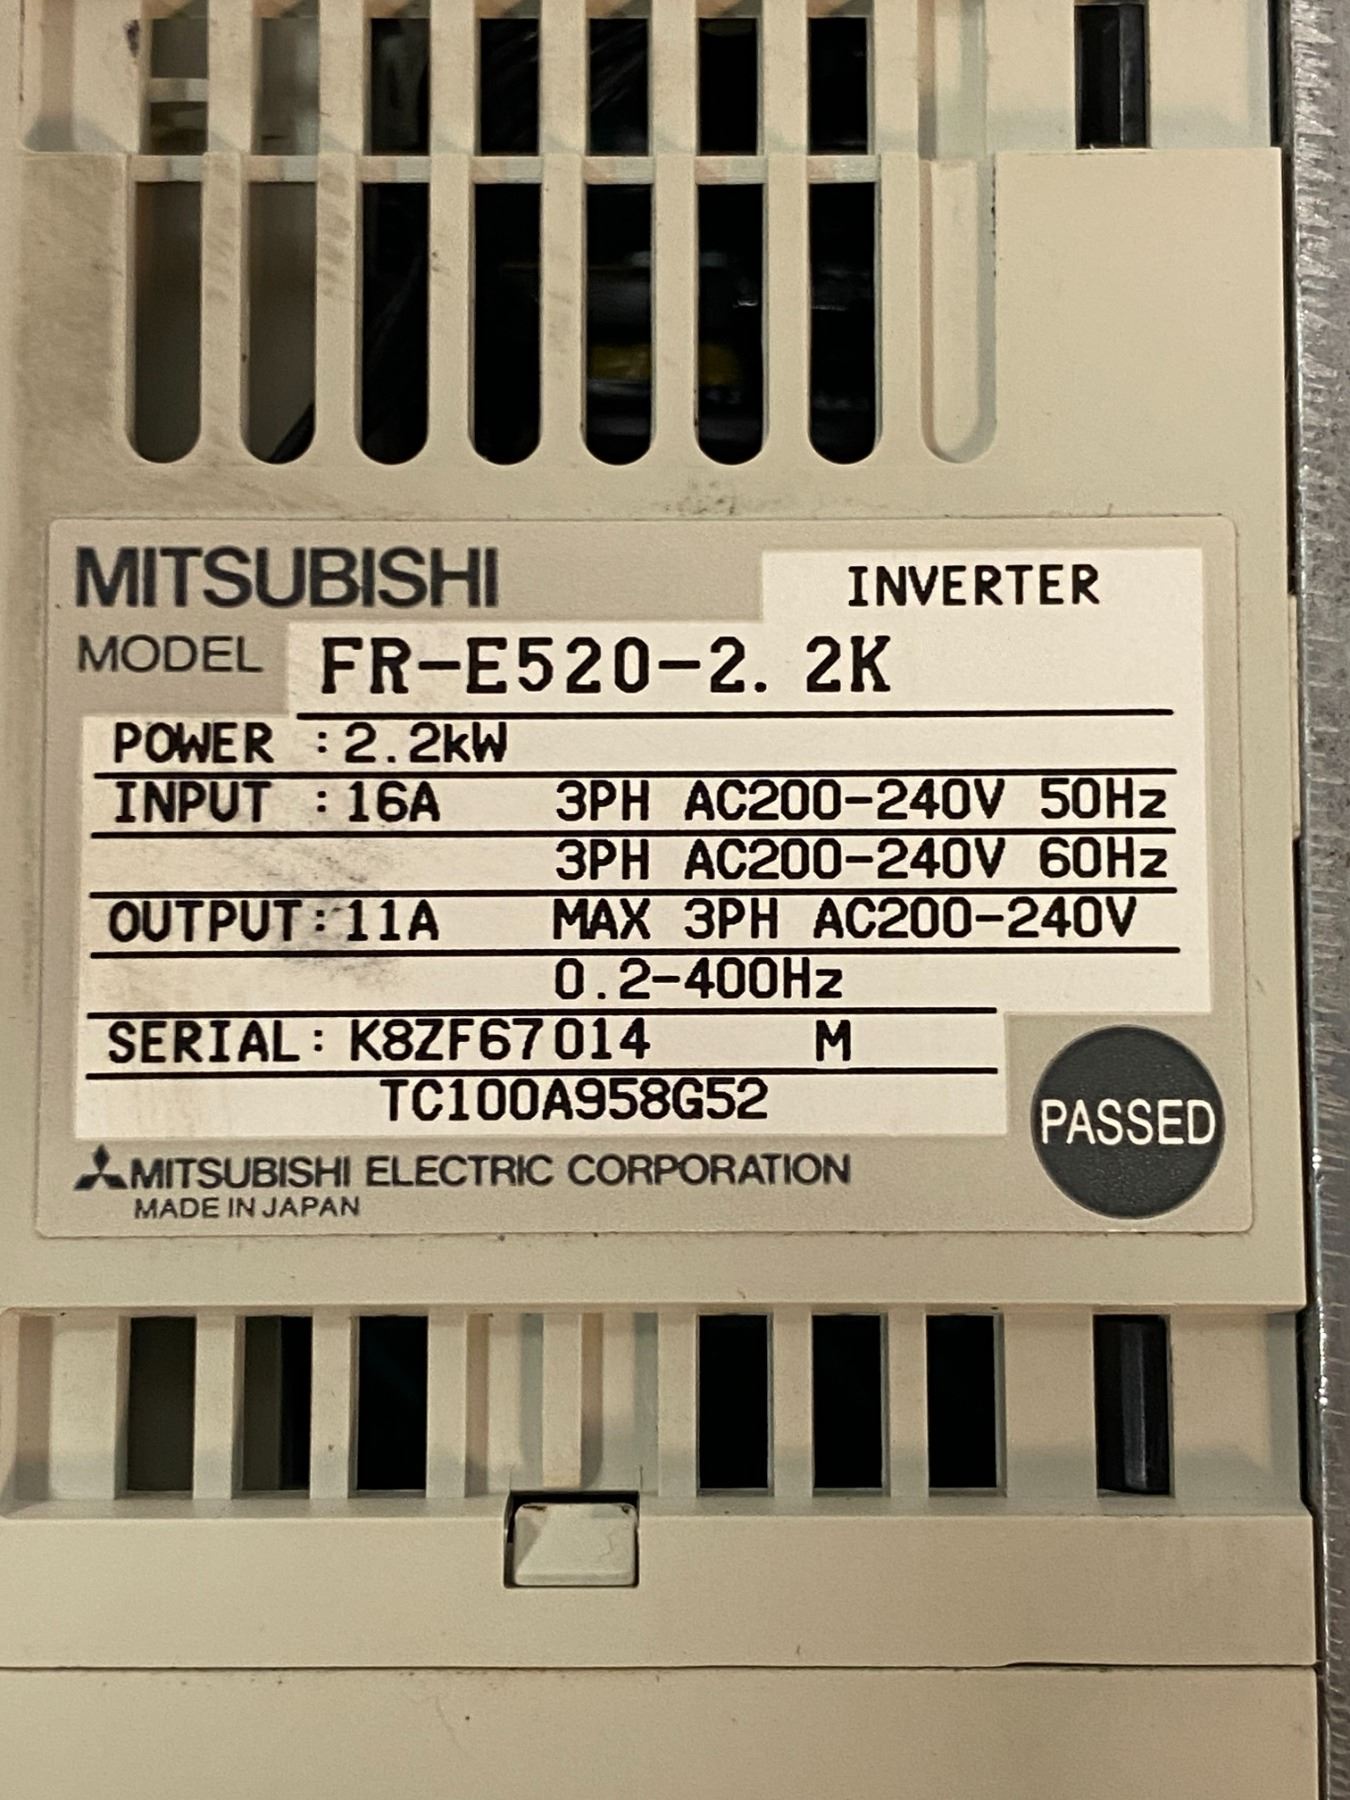 MITSUBISHI
INVERTER
MODEL FR-E520-2.2K
POWER :2.2kW
INPUT :16A 3PH AC200-240V 50Hz
3PH AC200-240V 60Hz
OUTPUT:11A MAX 3PH AC200-240V
0.2-400Hz
SERIAL: K8ZF67014 M
TC100A958G52
PASSED
MITSUBISHI ELECTRIC CORPORATION
MADE IN JAPAN